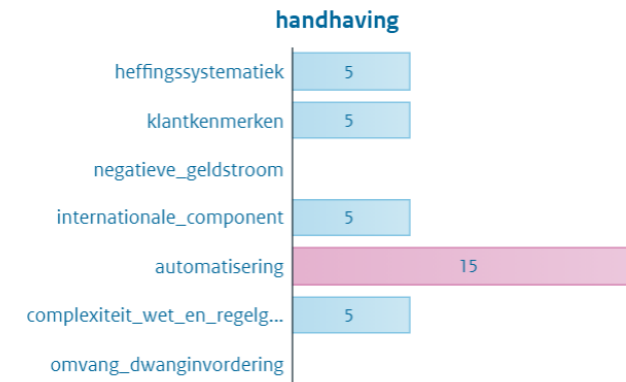 handhaving
heffingssystematiek 5
klantkenmerken 5
negatieve_geldstroom
internationale_component 5
automatisering 15
complexiteit_wet_en_regelg... 5
omvang_dwanginvordering